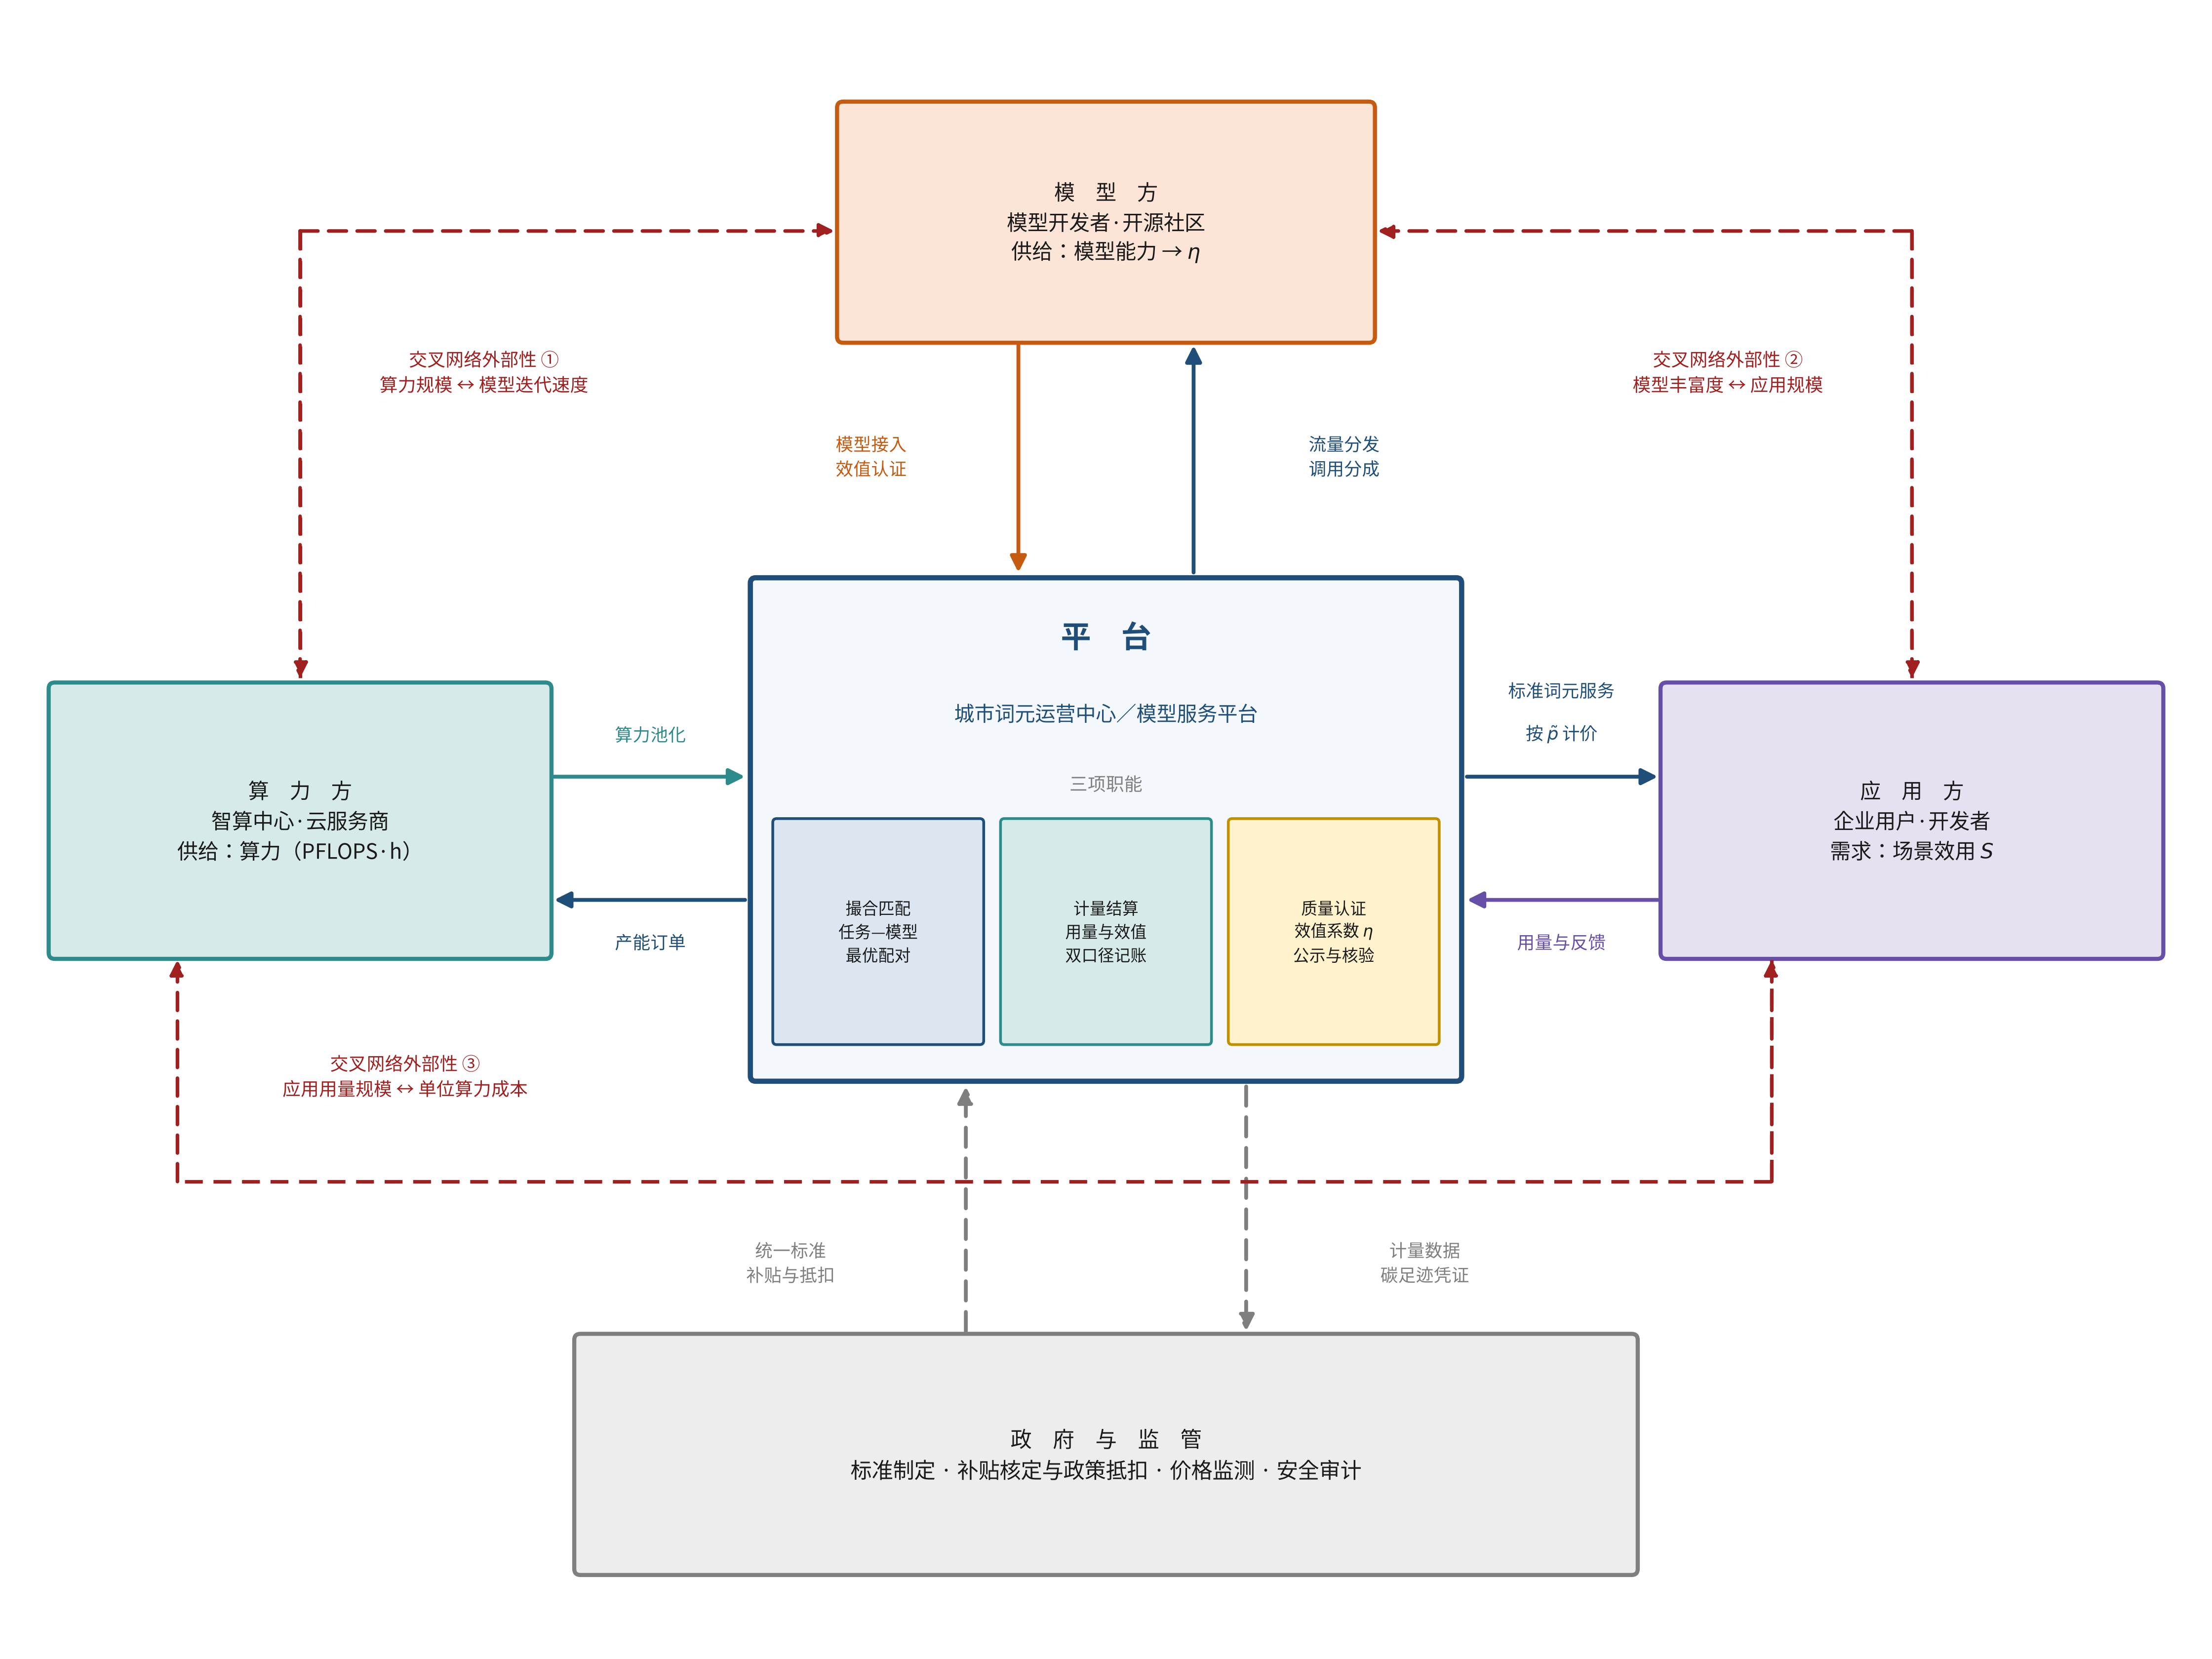 模 型 方
模型开发者·开源社区
供给：模型能力 → η
交叉网络外部性 ①
算力规模 ↔ 模型迭代速度
交叉网络外部性 ②
模型丰富度 ↔ 应用规模
模型接入
效值认证
流量分发
调用分成
平 台
城市词元运营中心／模型服务平台
三项职能
撮合匹配
任务—模型
最优配对
计量结算
用量与效值
双口径记账
质量认证
效值系数 η
公示与核验
算 力 方
智算中心·云服务商
供给：算力（PFLOPS·h）
算力池化
产能订单
标准词元服务
按 p̃ 计价
用量与反馈
应 用 方
企业用户·开发者
需求：场景效用 S
交叉网络外部性 ③
应用用量规模 ↔ 单位算力成本
统一标准
补贴与抵扣
计量数据
碳足迹凭证
政 府 与 监 管
标准制定 · 补贴核定与政策抵扣 · 价格监测 · 安全审计